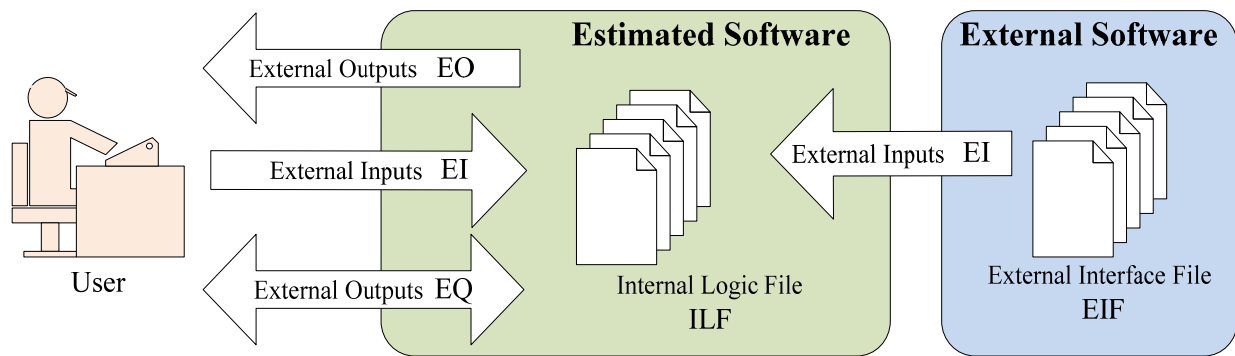 Estimated Software
External Software
External Outputs EO
External Inputs EI
External Inputs EI
External Outputs EQ
User
Internal Logic File
ILF
External Interface File
EIF